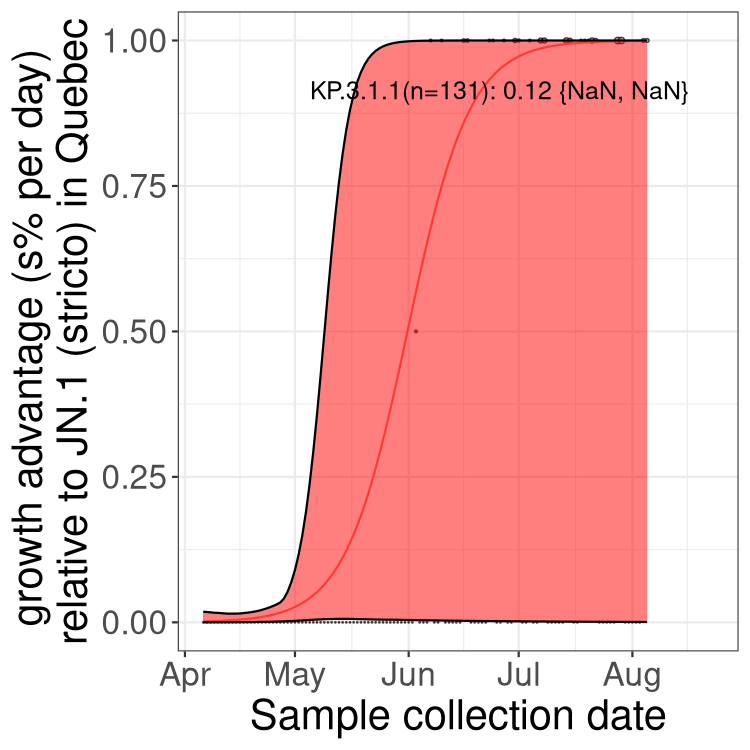 growth advantage (s% per day)
relative to JN.1 (stricto) in Quebec
1.00
0.75
0.50
0.25
0.00
KP.3.1.1(n=131): 0.12 {NaN, NaN}
Apr May Jun Jul Aug
Sample collection date